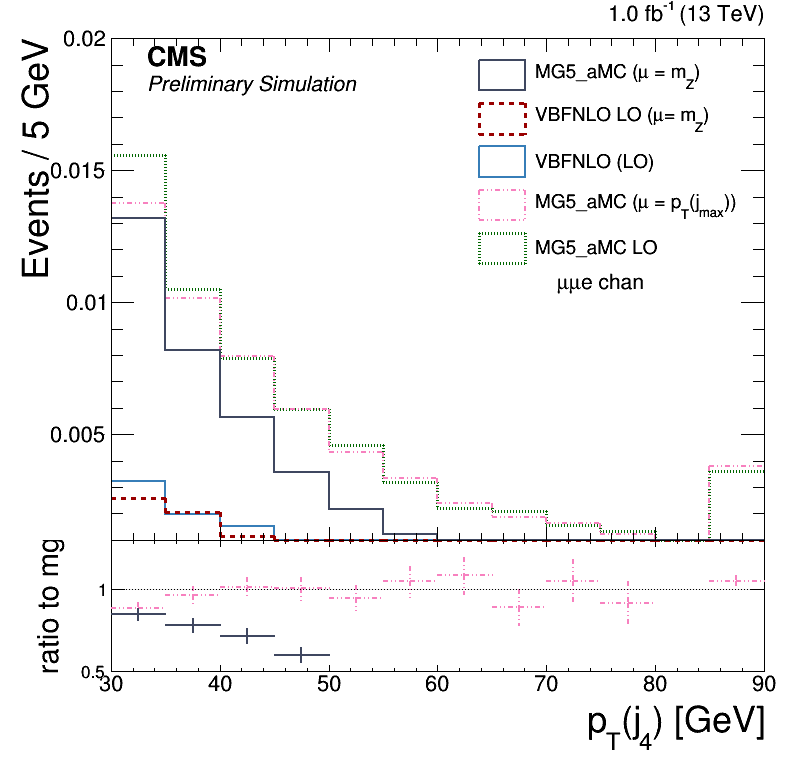 1.0 fb⁻¹ (13 TeV)
CMS
Preliminary Simulation
Events / 5 GeV
0.02
0.015
0.01
0.005
MG5_aMC (μ = m_Z)
VBFNLO LO (μ= m_Z)
VBFNLO (LO)
MG5_aMC (μ = p_T(j_max))
MG5_aMC LO
μμe chan
ratio to mg
1
0.5
30 40 50 60 70 80 90
p_T(j_4) [GeV]